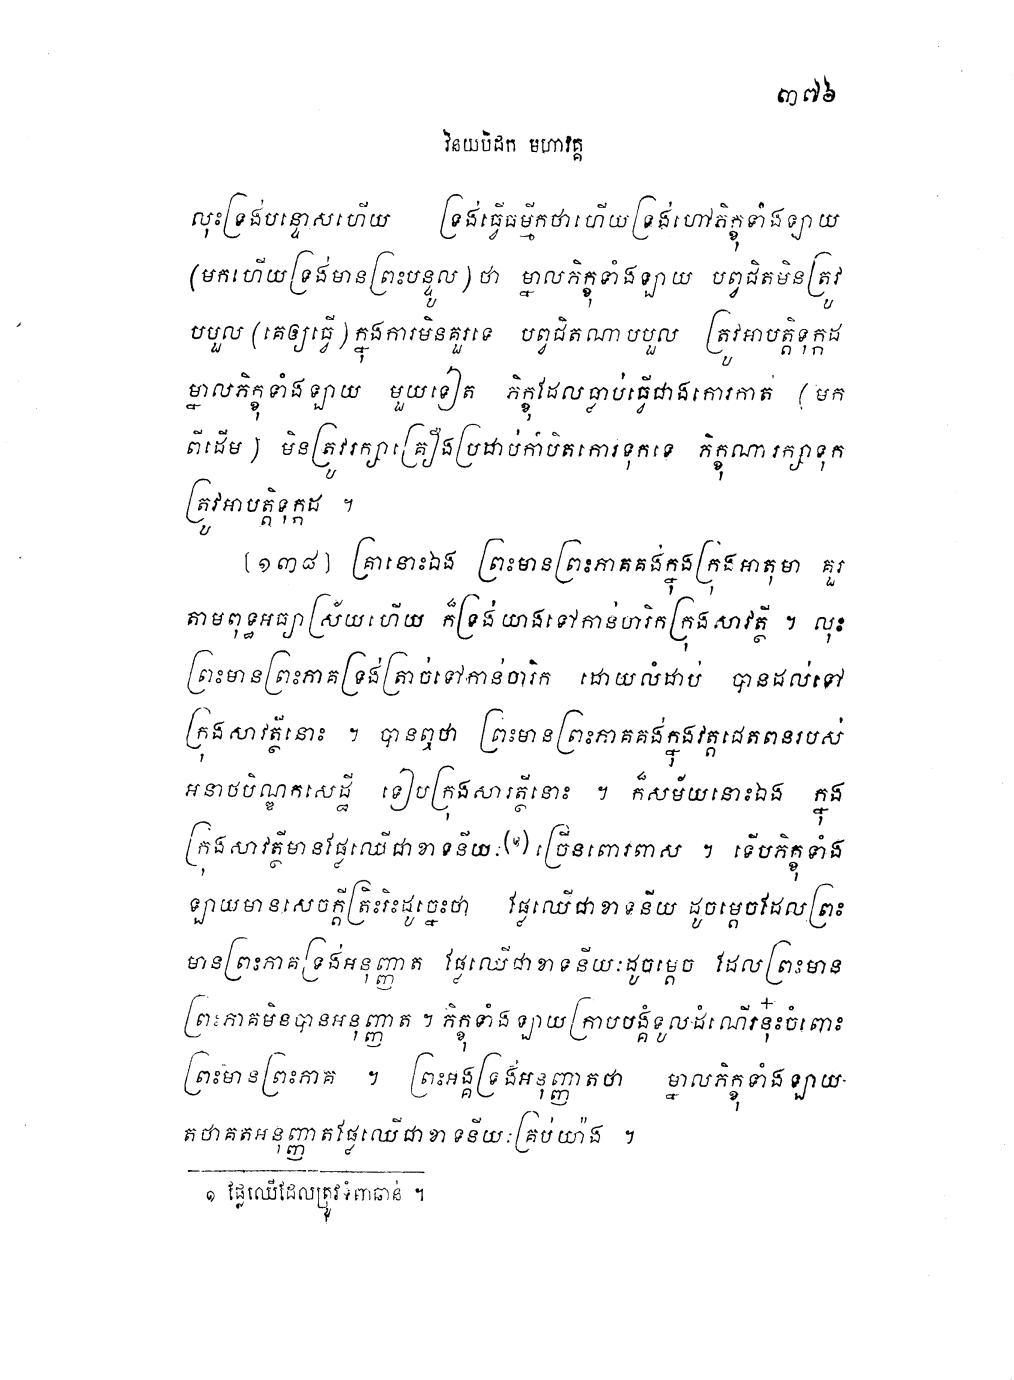 ៣៧៦
វិនយបិដក មហាវគ្គ
លុះទ្រង់បន្ទោសហើយ ទ្រង់ធ្វើធម្មីកថាហើយទ្រង់ហៅភិក្ខុទាំងឡាយ
(មកហើយទ្រង់មានព្រះបន្ទូល) ថា ម្នាលភិក្ខុទាំងឡាយ បព្វជិតមិនត្រូវ
បបួល (គេឲ្យធ្វើ) ក្នុងការមិនគួរទេ បព្វជិតណាបបួល ត្រូវអាបត្តិទុក្កដ
ម្នាលភិក្ខុទាំងឡាយ មួយទៀត ភិក្ខុដែលធ្លាប់ធ្វើជាងកោរកាត់ (មក
ពីដើម) មិនត្រូវរក្សាគ្រឿងប្រដាប់កាំបិតកោរទុកទេ ភិក្ខុណារក្សាទុក
ត្រូវអាបត្តិទុក្កដ ។
[១៣៨] គ្រានោះឯង ព្រះមានព្រះភាគគង់ក្នុងក្រុងអាតុមា គួរ
តាមពុទ្ធអធ្យាស្រ័យហើយ ក៏ទ្រង់យាងទៅកាន់ចារិកក្រុងសាវត្ថី ។ លុះ
ព្រះមានព្រះភាគទ្រង់ត្រាច់ទៅកាន់ចារិក ដោយលំដាប់ បានដល់ទៅ
ក្រុងសាវត្ថីនោះ ។ បានឮថា ព្រះមានព្រះភាគគង់ក្នុងវត្តជេតពនរបស់
អនាថបិណ្ឌកសេដ្ឋី ទៀបក្រុងសាវត្ថីនោះ ។ ក៏សម័យនោះឯង ក្នុង
ក្រុងសាវត្ថីមានផ្លែឈើជាខាទនីយៈ(១) ច្រើនពោរពាស ។ ទើបភិក្ខុទាំង
ឡាយមានសេចក្តីត្រិះរិះដូច្នេះថា ផ្លែឈើជាខាទនីយ ដូចម្តេចដែលព្រះ
មានព្រះភាគទ្រង់អនុញ្ញាត ផ្លែឈើជាខាទនីយៈដូចម្តេច ដែលព្រះមាន
ព្រះភាគមិនបានអនុញ្ញាត ។ ភិក្ខុទាំងឡាយក្រាបបង្គំទូលដំណើរនុ៎ះចំពោះ
ព្រះមានព្រះភាគ ។ ព្រះអង្គទ្រង់អនុញ្ញាតថា ម្នាលភិក្ខុទាំងឡាយ
តថាគតអនុញ្ញាតផ្លែឈើជាខាទនីយៈគ្រប់យ៉ាង ។
១ ផ្លែឈើដែលត្រូវទំពាឆាន់ ។